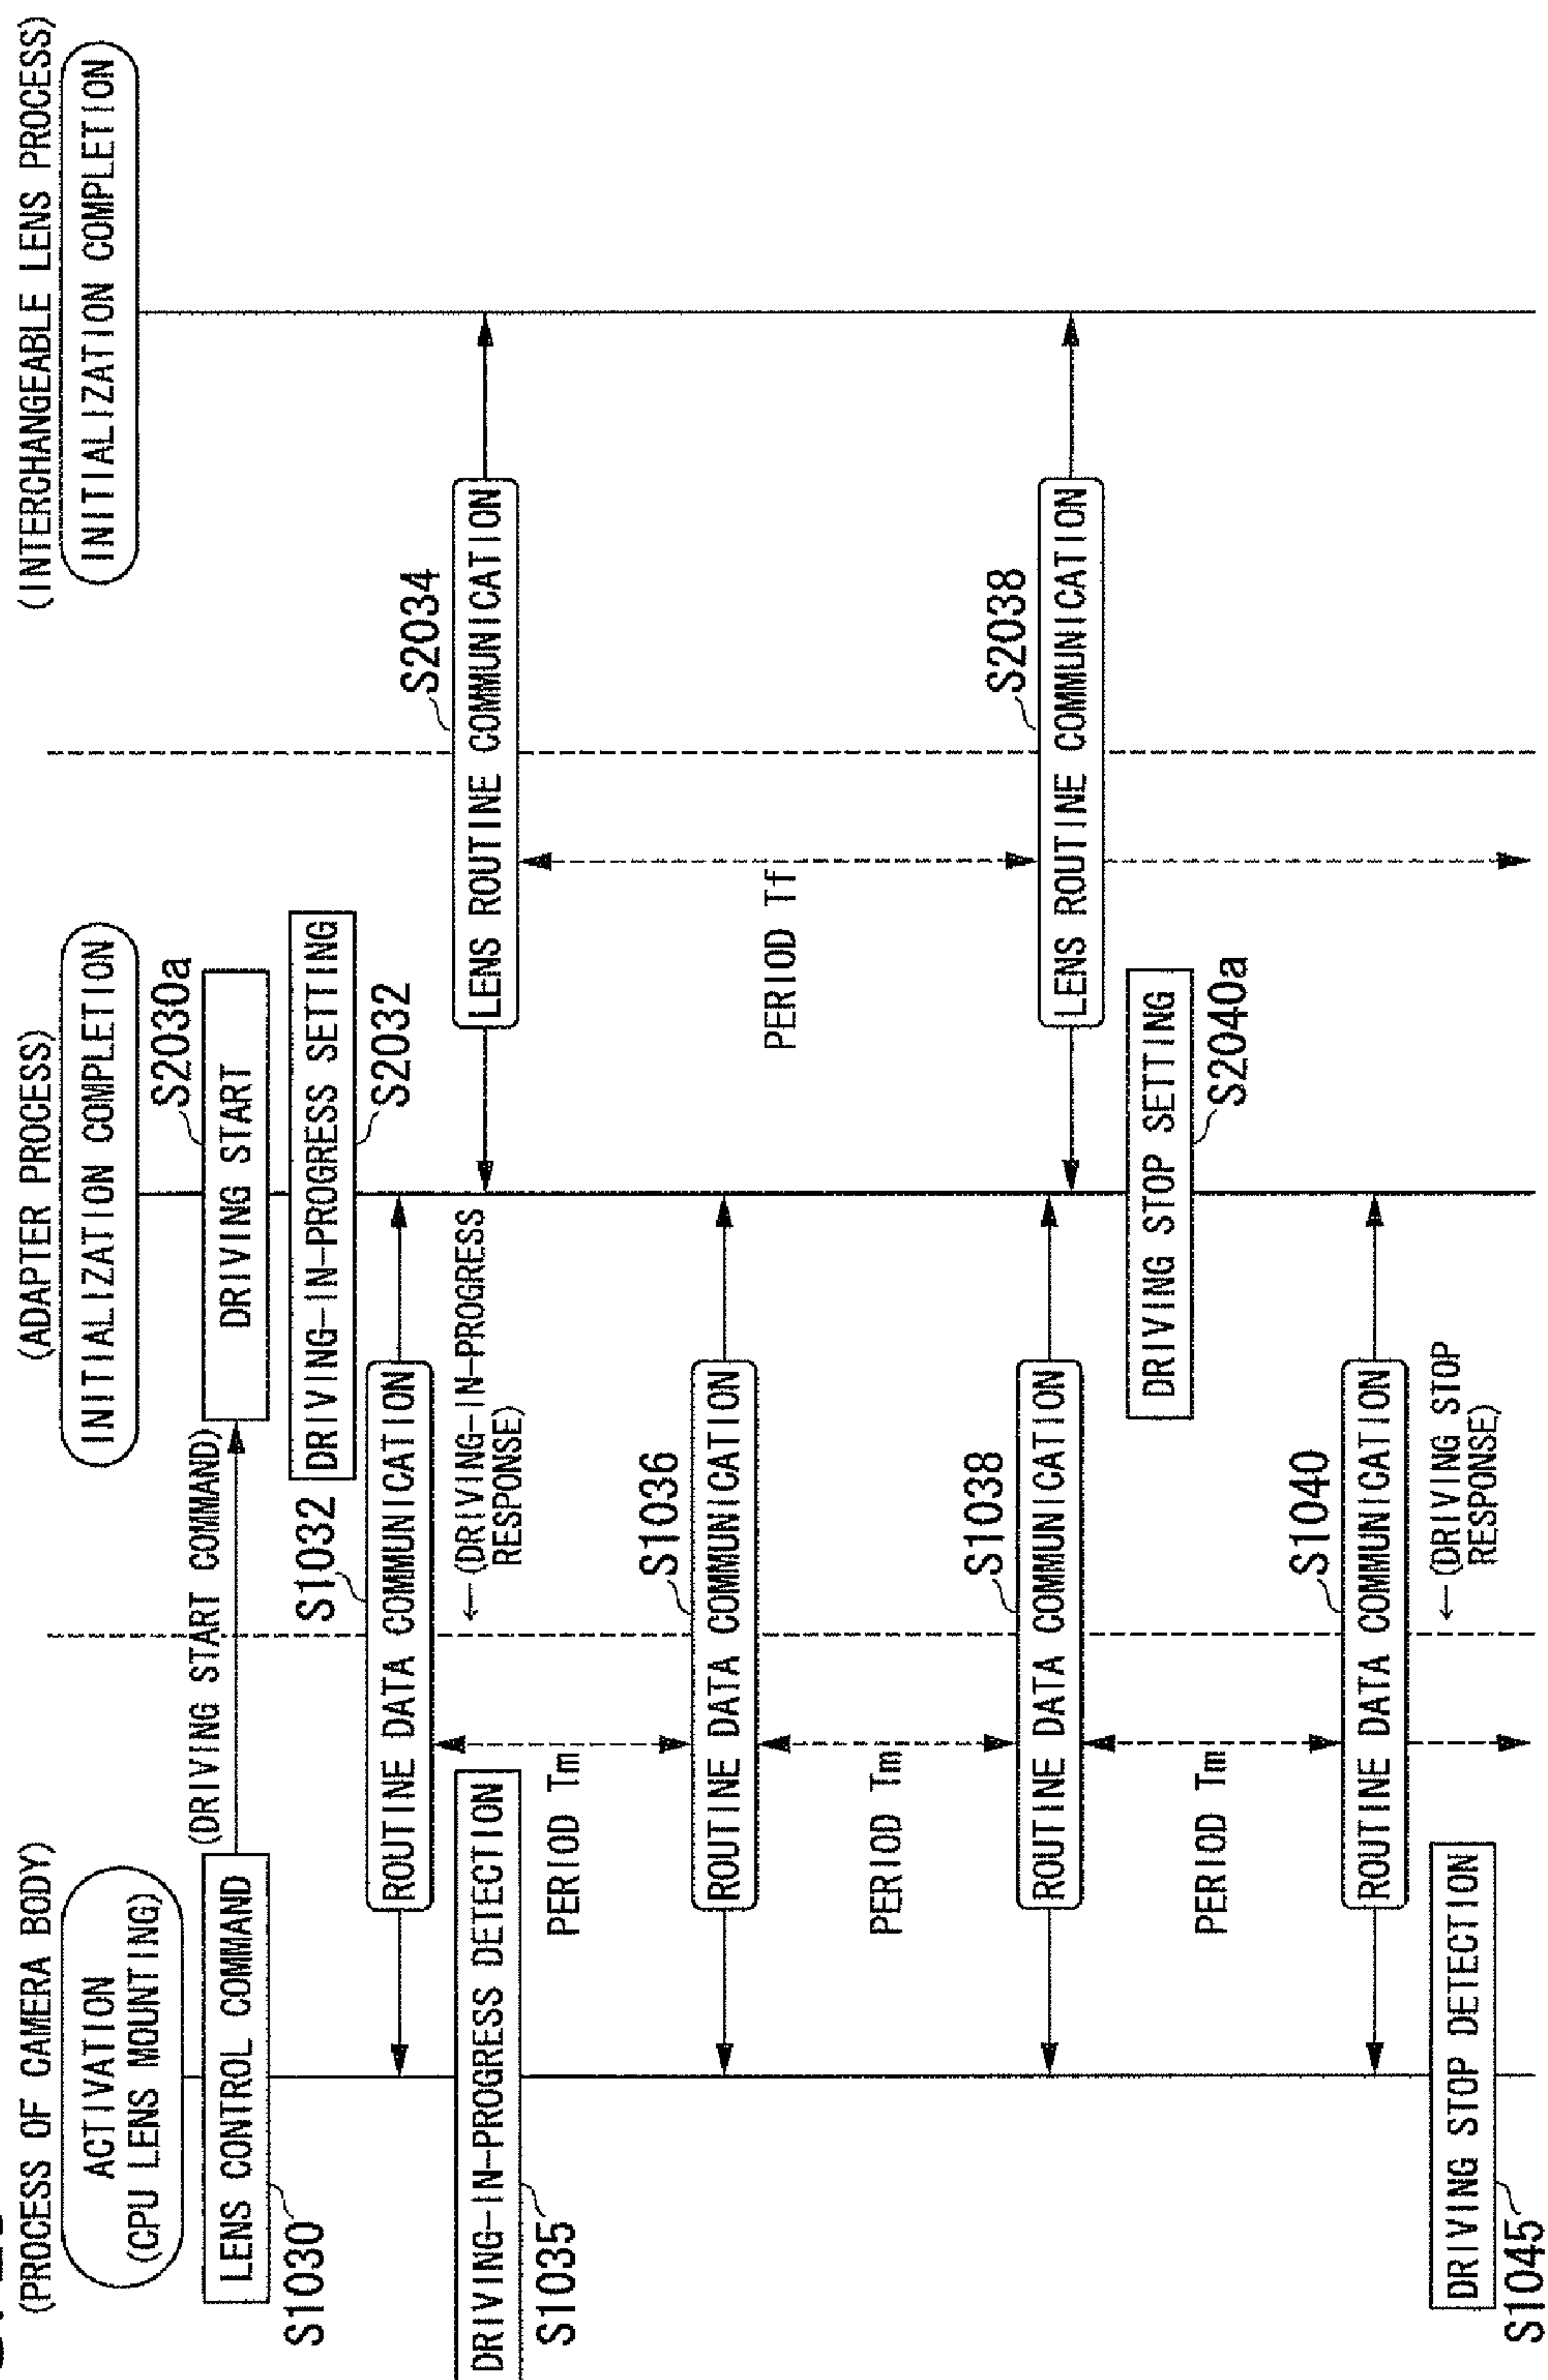 (PROCESS OF CAMERA BODY)
(ADAPTER PROCESS)
(INTERCHANGEABLE LENS PROCESS)
ACTIVATION
(CPU LENS MOUNTING)
INITIALIZATION COMPLETION
INITIALIZATION COMPLETION
(DRIVING START COMMAND)
S2030a
LENS CONTROL COMMAND
DRIVING START
S1030
DRIVING-IN-PROGRESS SETTING
S1032
S2032
ROUTINE DATA COMMUNICATION
S2034
←(DRIVING-IN-PROGRESS
RESPONSE)
DRIVING-IN-PROGRESS DETECTION
LENS ROUTINE COMMUNICATION
S1035
PERIOD Tm
S1036
ROUTINE DATA COMMUNICATION
PERIOD Tf
PERIOD Tm
S1038
S2038
ROUTINE DATA COMMUNICATION
LENS ROUTINE COMMUNICATION
DRIVING STOP SETTING
S2040a
PERIOD Tm
S1040
ROUTINE DATA COMMUNICATION
←(DRIVING STOP
RESPONSE)
DRIVING STOP DETECTION
S1045